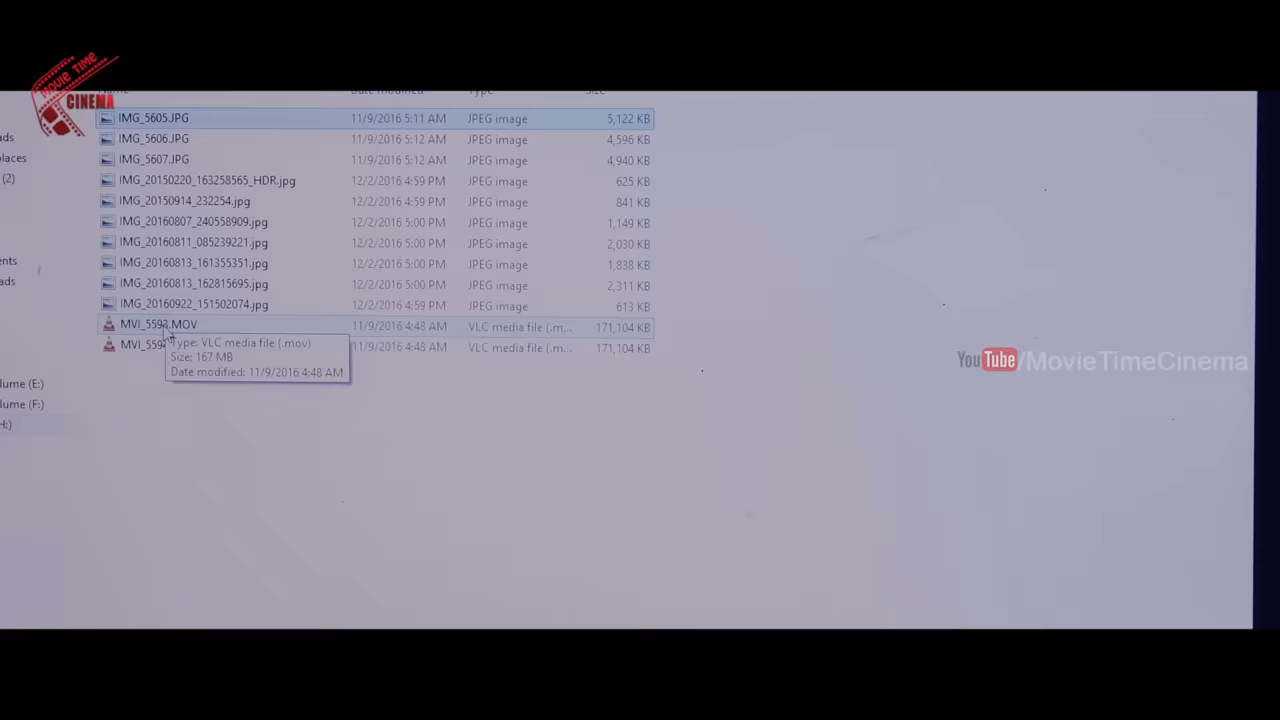 MOVIE TIME
CINEMA
Name Date modified Type Size
IMG_5605.JPG 11/9/2016 5:11 AM JPEG image 5,122 KB
IMG_5606.JPG 11/9/2016 5:12 AM JPEG image 4,596 KB
IMG_5607.JPG 11/9/2016 5:12 AM JPEG image 4,940 KB
IMG_20150220_163258565_HDR.jpg 12/2/2016 4:59 PM JPEG image 625 KB
IMG_20150914_232254.jpg 12/2/2016 4:59 PM JPEG image 841 KB
IMG_20160807_240558909.jpg 12/2/2016 5:00 PM JPEG image 1,149 KB
IMG_20160811_085239221.jpg 12/2/2016 5:00 PM JPEG image 2,030 KB
IMG_20160813_161355351.jpg 12/2/2016 5:00 PM JPEG image 1,838 KB
IMG_20160813_162815695.jpg 12/2/2016 5:00 PM JPEG image 2,311 KB
IMG_20160922_151502074.jpg 12/2/2016 4:59 PM JPEG image 613 KB
.MOV 11/9/2016 4:48 AM VLC media file (.m... 171,104 KB
11/9/2016 4:48 AM VLC media file (.m... 171,104 KB
Type: VLC media file (.mov)
Size: 167 MB
Date modified: 11/9/2016 4:48 AM
ads
places
(2)
ents
ads
lume (E:)
lume (F:)
H:)
YouTube/MovieTimeCinema